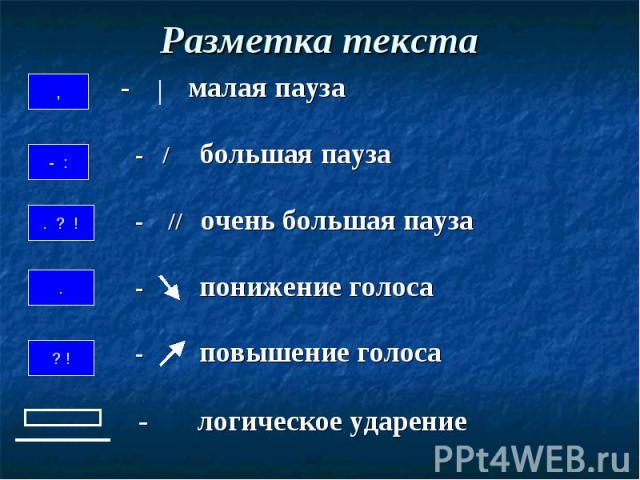 Разметка текста
, - | малая пауза
- : - / большая пауза
. ? ! - // очень большая пауза
. - ↘ понижение голоса
? ! - ↗ повышение голоса
- логическое ударение
PPt4WEB.ru